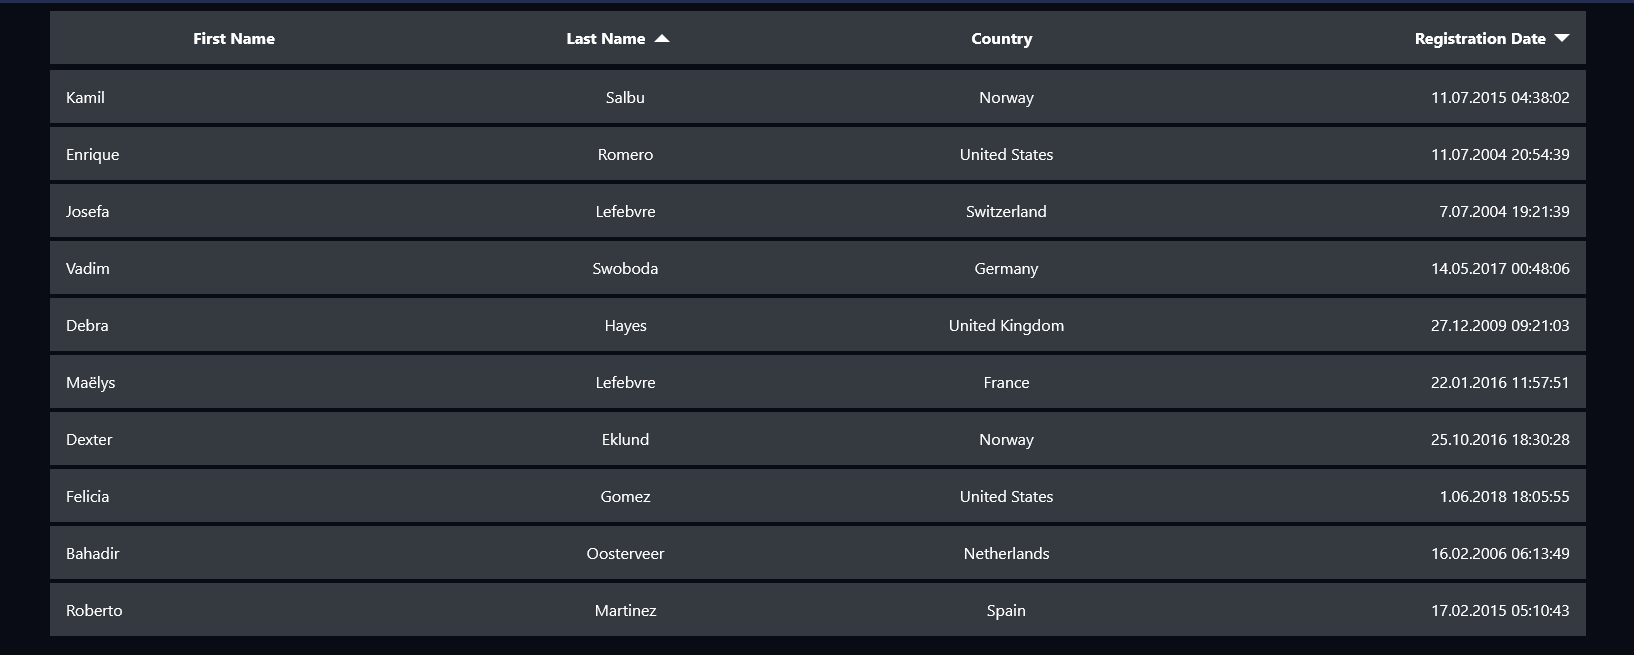 First Name Last Name Country Registration Date
Kamil Salbu Norway 11.07.2015 04:38:02
Enrique Romero United States 11.07.2004 20:54:39
Josefa Lefebvre Switzerland 7.07.2004 19:21:39
Vadim Swoboda Germany 14.05.2017 00:48:06
Debra Hayes United Kingdom 27.12.2009 09:21:03
Maëlys Lefebvre France 22.01.2016 11:57:51
Dexter Eklund Norway 25.10.2016 18:30:28
Felicia Gomez United States 1.06.2018 18:05:55
Bahadir Oosterveer Netherlands 16.02.2006 06:13:49
Roberto Martinez Spain 17.02.2015 05:10:43